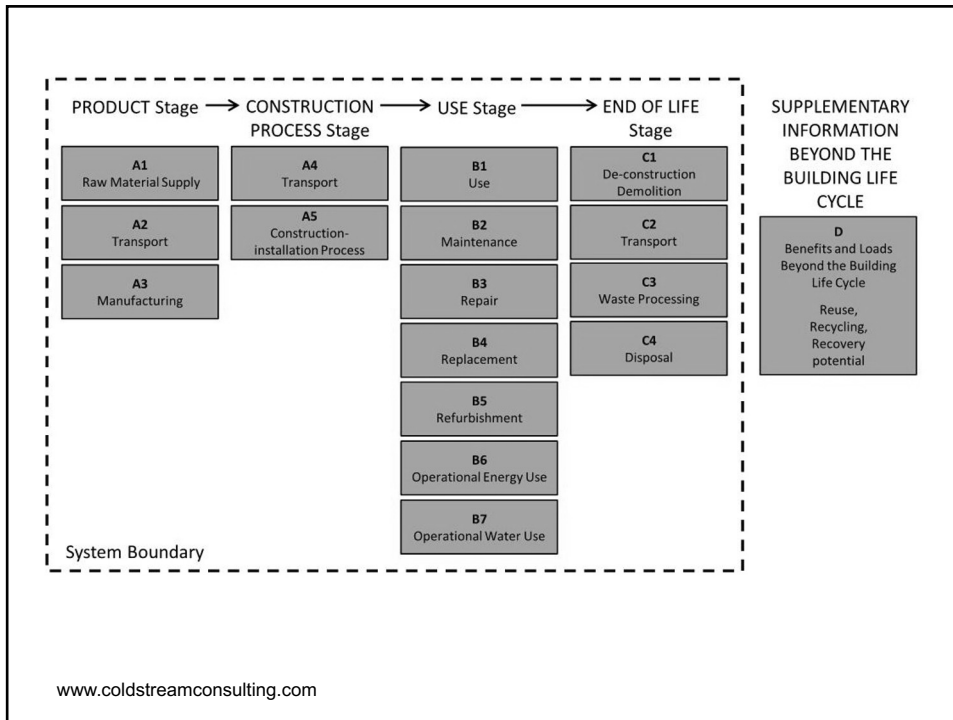 PRODUCT Stage
CONSTRUCTION
PROCESS Stage
USE Stage
END OF LIFE
Stage
SUPPLEMENTARY
INFORMATION
BEYOND THE
BUILDING LIFE
CYCLE
A1
Raw Material Supply
A2
Transport
A3
Manufacturing
A4
Transport
A5
Construction-
installation Process
B1
Use
B2
Maintenance
B3
Repair
B4
Replacement
B5
Refurbishment
B6
Operational Energy Use
B7
Operational Water Use
C1
De-construction
Demolition
C2
Transport
C3
Waste Processing
C4
Disposal
D
Benefits and Loads
Beyond the Building
Life Cycle
Reuse,
Recycling,
Recovery
potential
System Boundary
www.coldstreamconsulting.com